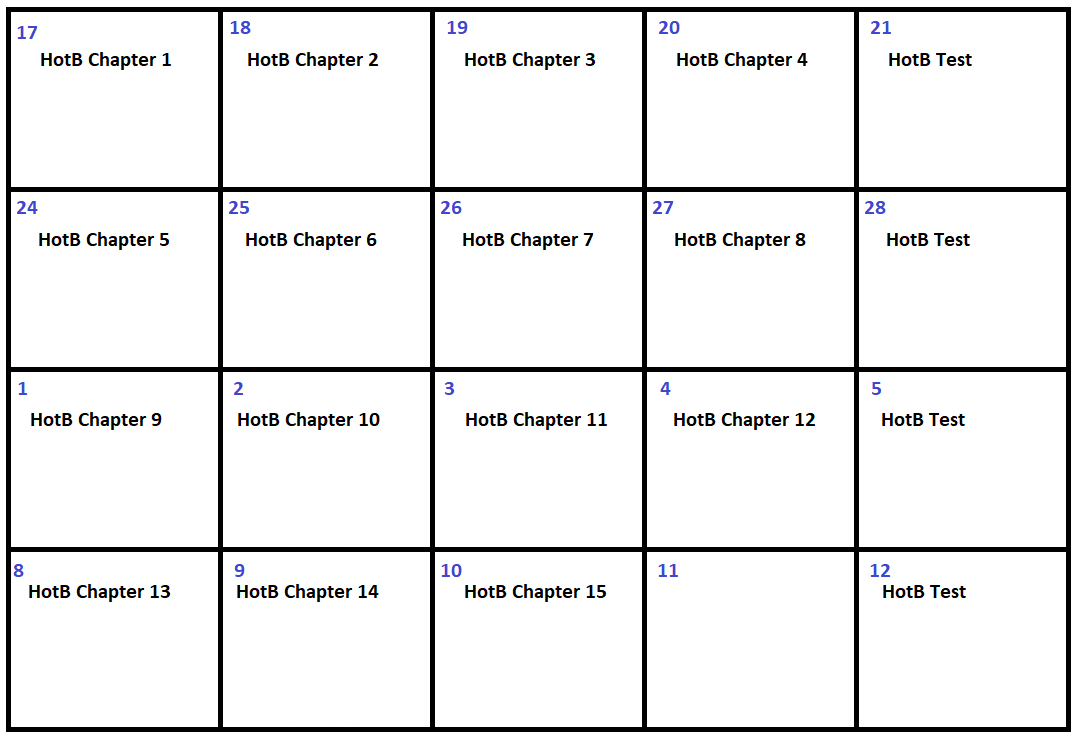 17
HotB Chapter 1
18
HotB Chapter 2
19
HotB Chapter 3
20
HotB Chapter 4
21
HotB Test
24
HotB Chapter 5
25
HotB Chapter 6
26
HotB Chapter 7
27
HotB Chapter 8
28
HotB Test
1
HotB Chapter 9
2
HotB Chapter 10
3
HotB Chapter 11
4
HotB Chapter 12
5
HotB Test
8
HotB Chapter 13
9
HotB Chapter 14
10
HotB Chapter 15
11
12
HotB Test